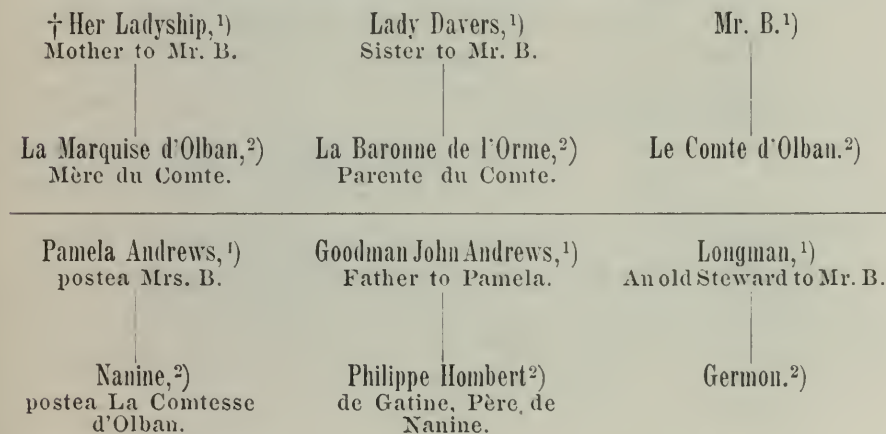 † Her Ladyship,¹) Lady Davers,¹) Mr. B.¹)
Mother to Mr. B. Sister to Mr. B.
La Marquise d'Olban,²) La Baronne de l'Orme,²) Le Comte d'Olban.²)
Mère du Comte. Parente du Comte.
Pamela Andrews,¹) Goodman John Andrews,¹) Longman,¹)
postea Mrs. B. Father to Pamela. An old Steward to Mr. B.
Nanine,²) Philippe Hombert²) Germon.²)
postea La Comtesse de Gatine, Père de
d'Olban. Nanine.